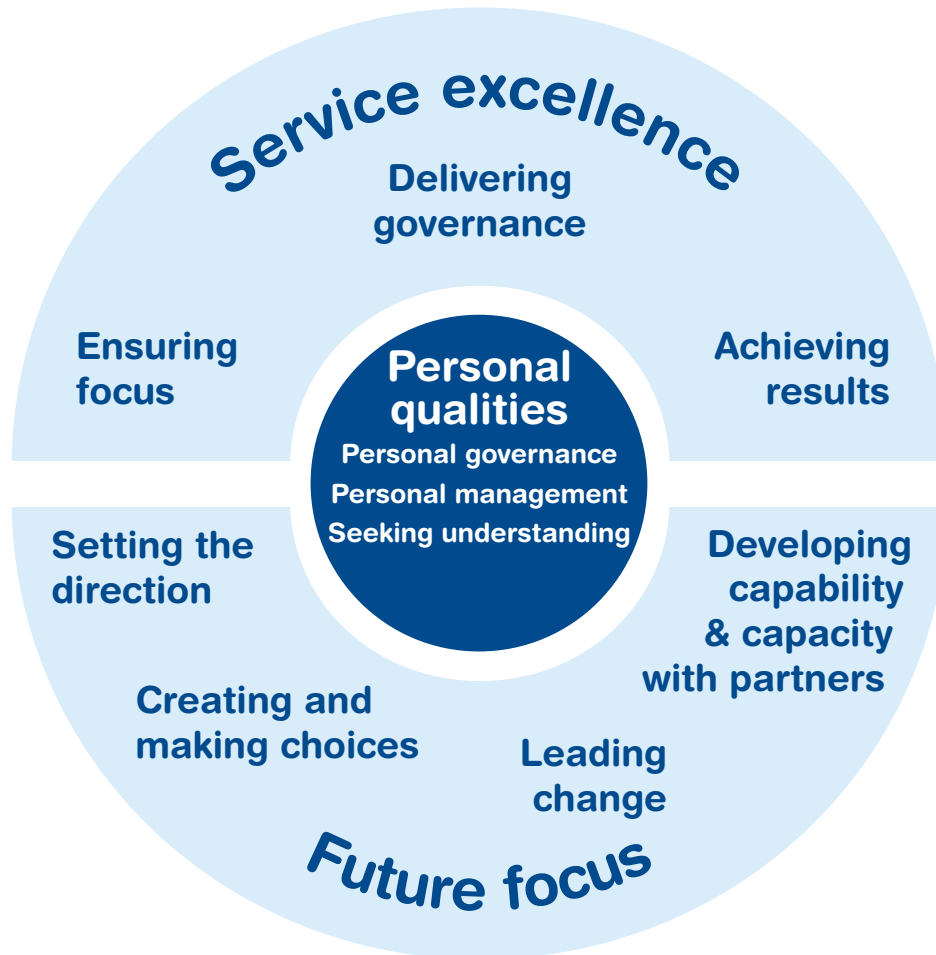 Service excellence
Delivering
governance
Ensuring
focus
Achieving
results
Personal
qualities
Personal governance
Personal management
Seeking understanding
Setting the
direction
Developing
capability
& capacity
with partners
Creating and
making choices
Leading
change
Future focus